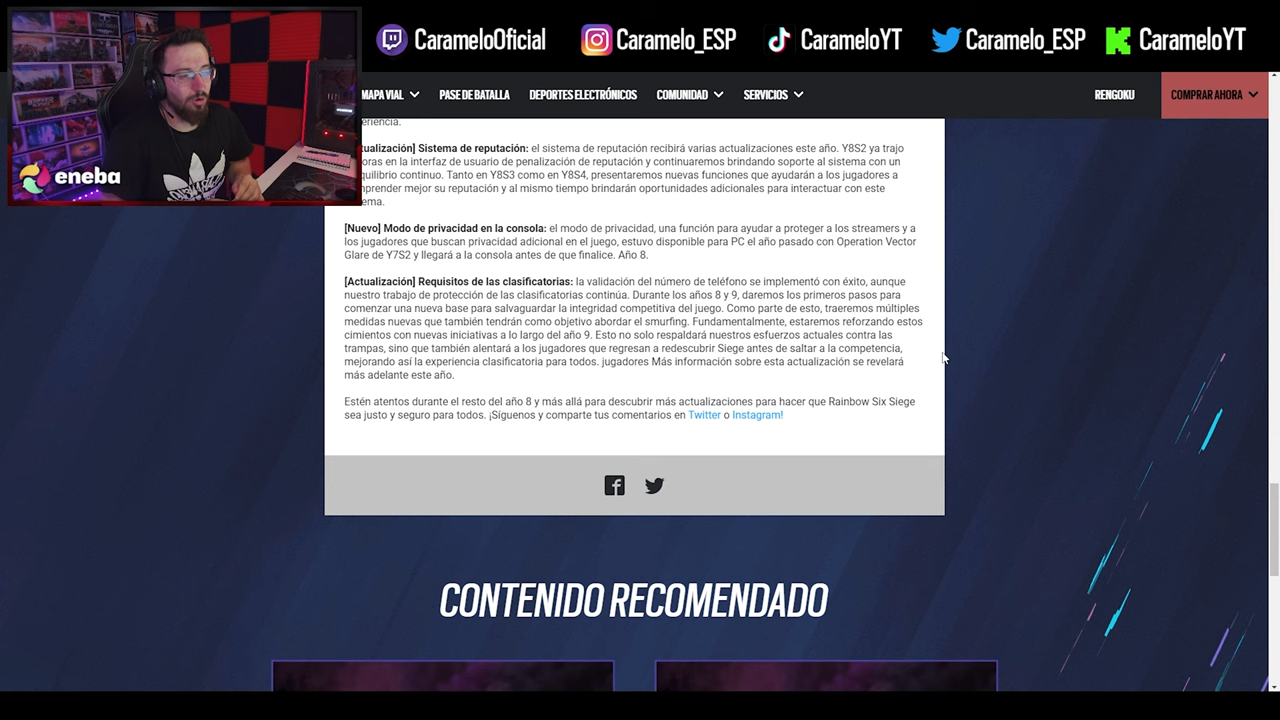 CarameloOficial
Caramelo_ESP
CarameloYT
Caramelo_ESP
CarameloYT
MAPA VIAL
PASE DE BATALLA
DEPORTES ELECTRÓNICOS
COMUNIDAD
SERVICIOS
RENGOKU
COMPRAR AHORA
eneba
eriencia.
tualización] Sistema de reputación: el sistema de reputación recibirá varias actualizaciones este año. Y8S2 ya trajo
oras en la interfaz de usuario de penalización de reputación y continuaremos brindando soporte al sistema con un
quilibrio continuo. Tanto en Y8S3 como en Y8S4, presentaremos nuevas funciones que ayudarán a los jugadores a
mprender mejor su reputación y al mismo tiempo brindarán oportunidades adicionales para interactuar con este
ema.
[Nuevo] Modo de privacidad en la consola: el modo de privacidad, una función para ayudar a proteger a los streamers y a
los jugadores que buscan privacidad adicional en el juego, estuvo disponible para PC el año pasado con Operation Vector
Glare de Y7S2 y llegará a la consola antes de que finalice. Año 8.
[Actualización] Requisitos de las clasificatorias: la validación del número de teléfono se implementó con éxito, aunque
nuestro trabajo de protección de las clasificatorias continúa. Durante los años 8 y 9, daremos los primeros pasos para
comenzar una nueva base para salvaguardar la integridad competitiva del juego. Como parte de esto, traeremos múltiples
medidas nuevas que también tendrán como objetivo abordar el smurfing. Fundamentalmente, estaremos reforzando estos
cimientos con nuevas iniciativas a lo largo del año 9. Esto no solo respaldará nuestros esfuerzos actuales contra las
trampas, sino que también alentará a los jugadores que regresan a redescubrir Siege antes de saltar a la competencia,
mejorando así la experiencia clasificatoria para todos. jugadores Más información sobre esta actualización se revelará
más adelante este año.
Estén atentos durante el resto del año 8 y más allá para descubrir más actualizaciones para hacer que Rainbow Six Siege
sea justo y seguro para todos. ¡Síguenos y comparte tus comentarios en Twitter o Instagram!
CONTENIDO RECOMENDADO